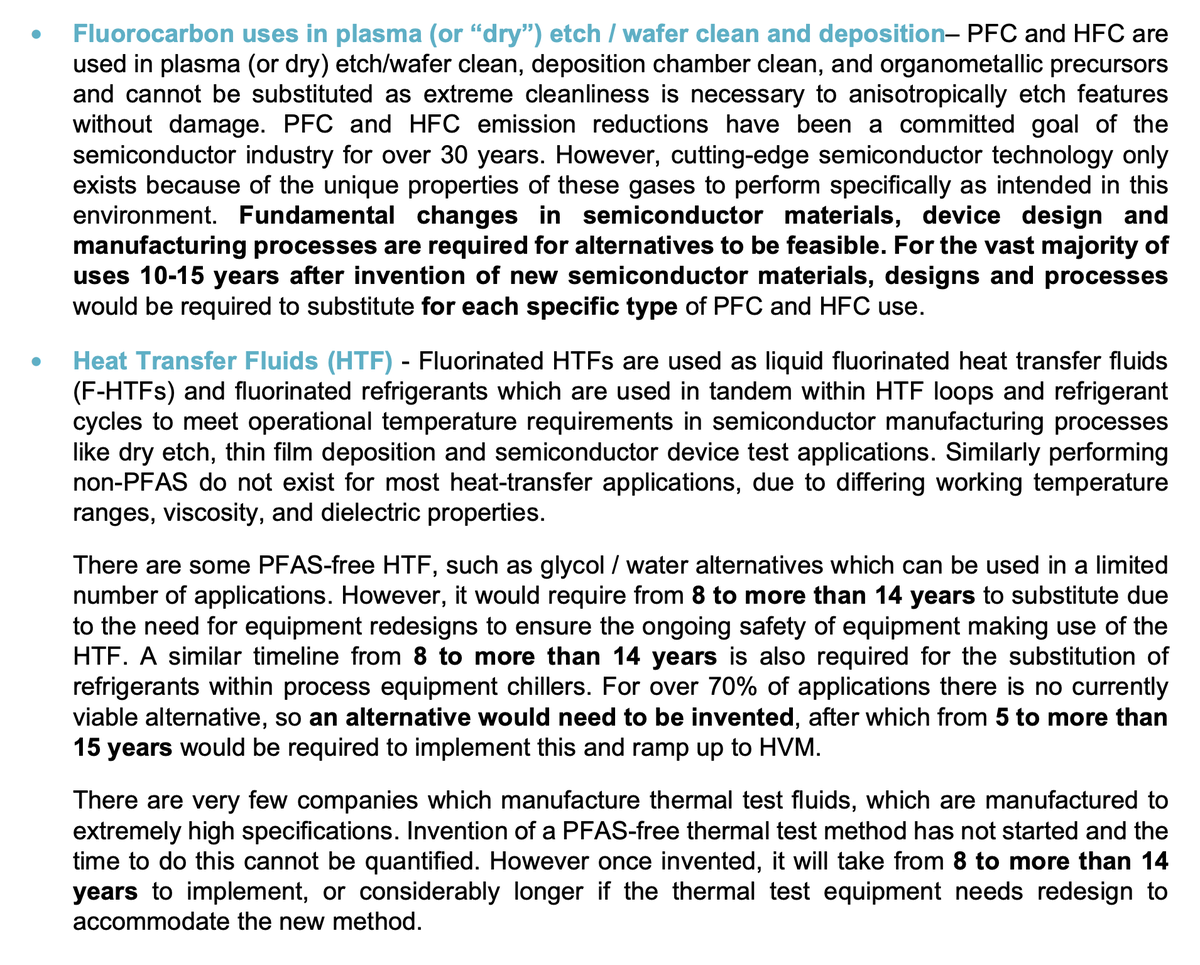 • Fluorocarbon uses in plasma (or “dry”) etch / wafer clean and deposition– PFC and HFC are
used in plasma (or dry) etch/wafer clean, deposition chamber clean, and organometallic precursors
and cannot be substituted as extreme cleanliness is necessary to anisotropically etch features
without damage. PFC and HFC emission reductions have been a committed goal of the
semiconductor industry for over 30 years. However, cutting-edge semiconductor technology only
exists because of the unique properties of these gases to perform specifically as intended in this
environment. Fundamental changes in semiconductor materials, device design and
manufacturing processes are required for alternatives to be feasible. For the vast majority of
uses 10-15 years after invention of new semiconductor materials, designs and processes
would be required to substitute for each specific type of PFC and HFC use.
• Heat Transfer Fluids (HTF) - Fluorinated HTFs are used as liquid fluorinated heat transfer fluids
(F-HTFs) and fluorinated refrigerants which are used in tandem within HTF loops and refrigerant
cycles to meet operational temperature requirements in semiconductor manufacturing processes
like dry etch, thin film deposition and semiconductor device test applications. Similarly performing
non-PFAS do not exist for most heat-transfer applications, due to differing working temperature
ranges, viscosity, and dielectric properties.
There are some PFAS-free HTF, such as glycol / water alternatives which can be used in a limited
number of applications. However, it would require from 8 to more than 14 years to substitute due
to the need for equipment redesigns to ensure the ongoing safety of equipment making use of the
HTF. A similar timeline from 8 to more than 14 years is also required for the substitution of
refrigerants within process equipment chillers. For over 70% of applications there is no currently
viable alternative, so an alternative would need to be invented, after which from 5 to more than
15 years would be required to implement this and ramp up to HVM.
There are very few companies which manufacture thermal test fluids, which are manufactured to
extremely high specifications. Invention of a PFAS-free thermal test method has not started and the
time to do this cannot be quantified. However once invented, it will take from 8 to more than 14
years to implement, or considerably longer if the thermal test equipment needs redesign to
accommodate the new method.